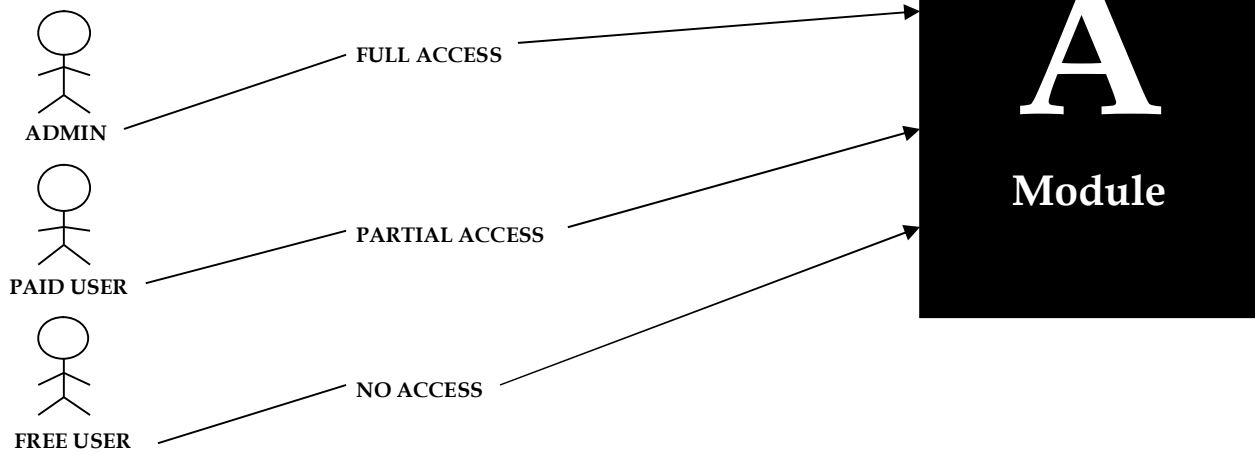 ADMIN
FULL ACCESS
A
Module
PAID USER
PARTIAL ACCESS
FREE USER
NO ACCESS